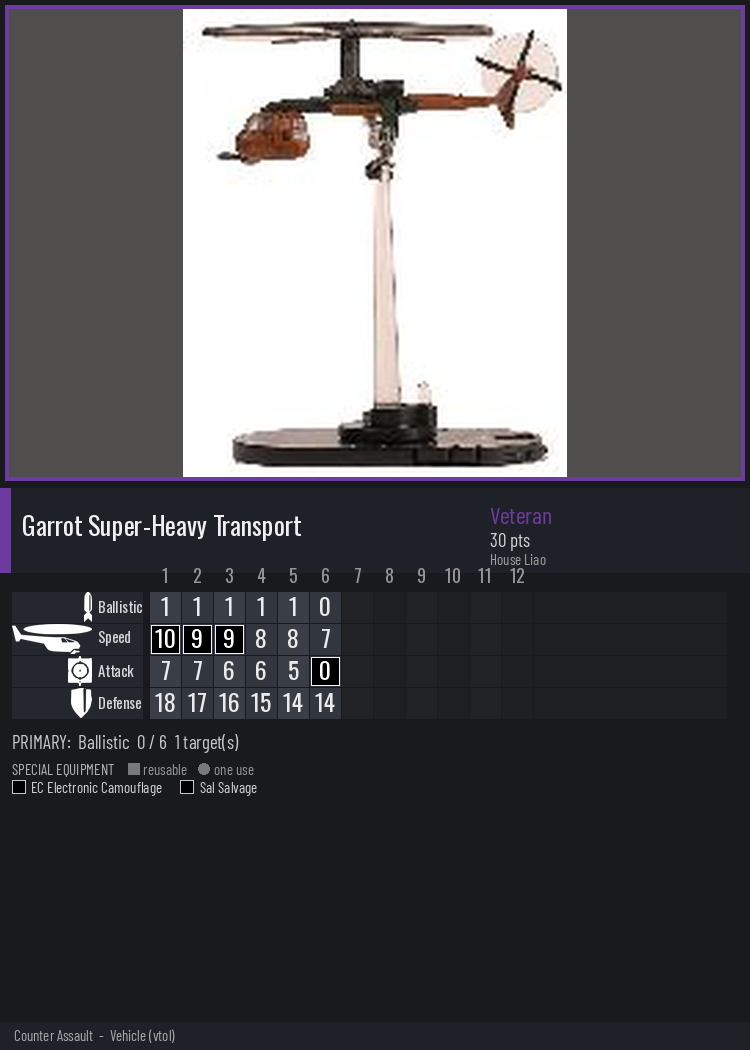 Garrot Super-Heavy Transport
Veteran
30 pts
House Liao
1 2 3 4 5 6 7 8 9 10 11 12
Ballistic 1 1 1 1 1 0
Speed 10 9 9 8 8 7
Attack 7 7 6 6 5 0
Defense 18 17 16 15 14 14
PRIMARY: Ballistic 0 / 6 1 target(s)
SPECIAL EQUIPMENT reusable one use
EC Electronic Camouflage Sal Salvage
Counter Assault - Vehicle (vtol)